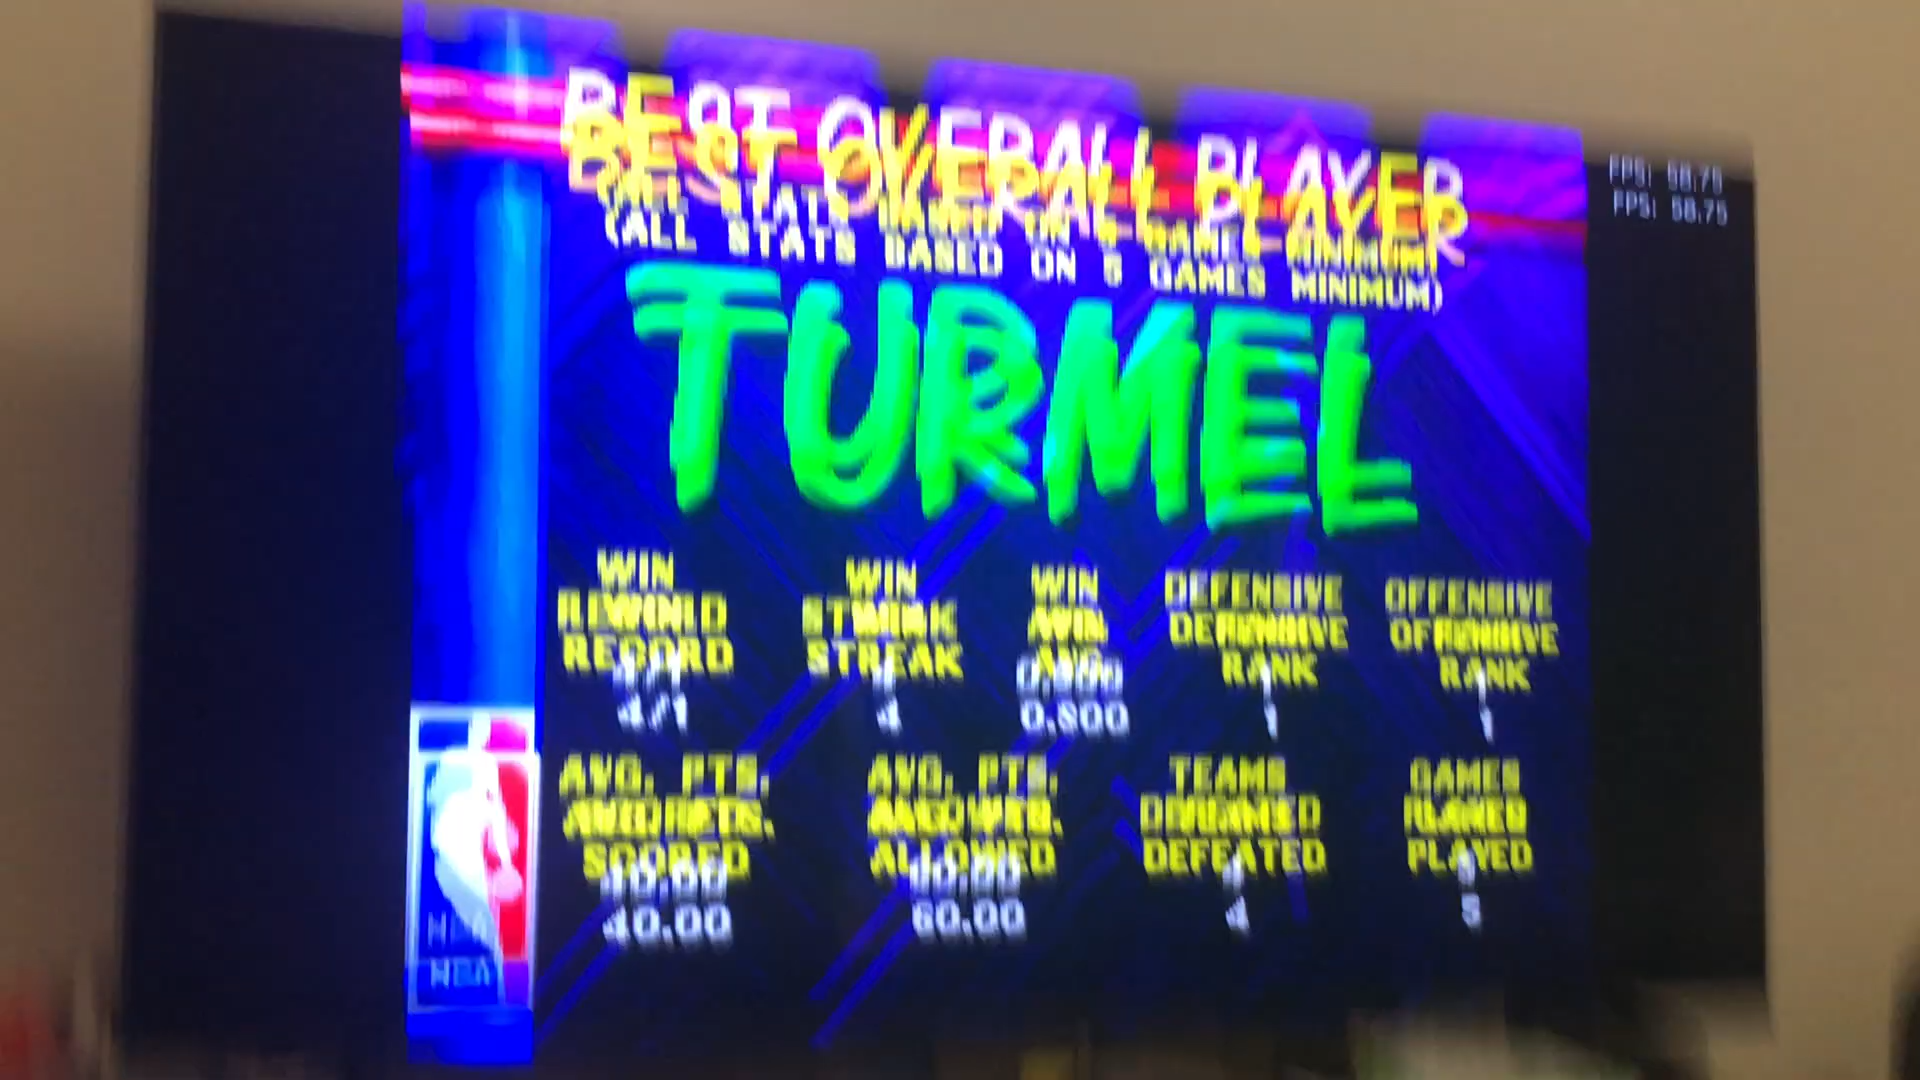 BEST OVERALL PLAYER
(ALL STATS BASED ON 5 GAMES MINIMUM)
TURMEL
WIN RECORD
4/1
WIN STREAK
4
WIN AVG.
0.800
DEFENSIVE RANK
1
OFFENSIVE RANK
1
AVG. PTS. SCORED
40.00
AVG. PTS. ALLOWED
60.00
TEAMS DEFEATED
4
GAMES PLAYED
5
NBA
FPS: 58.75